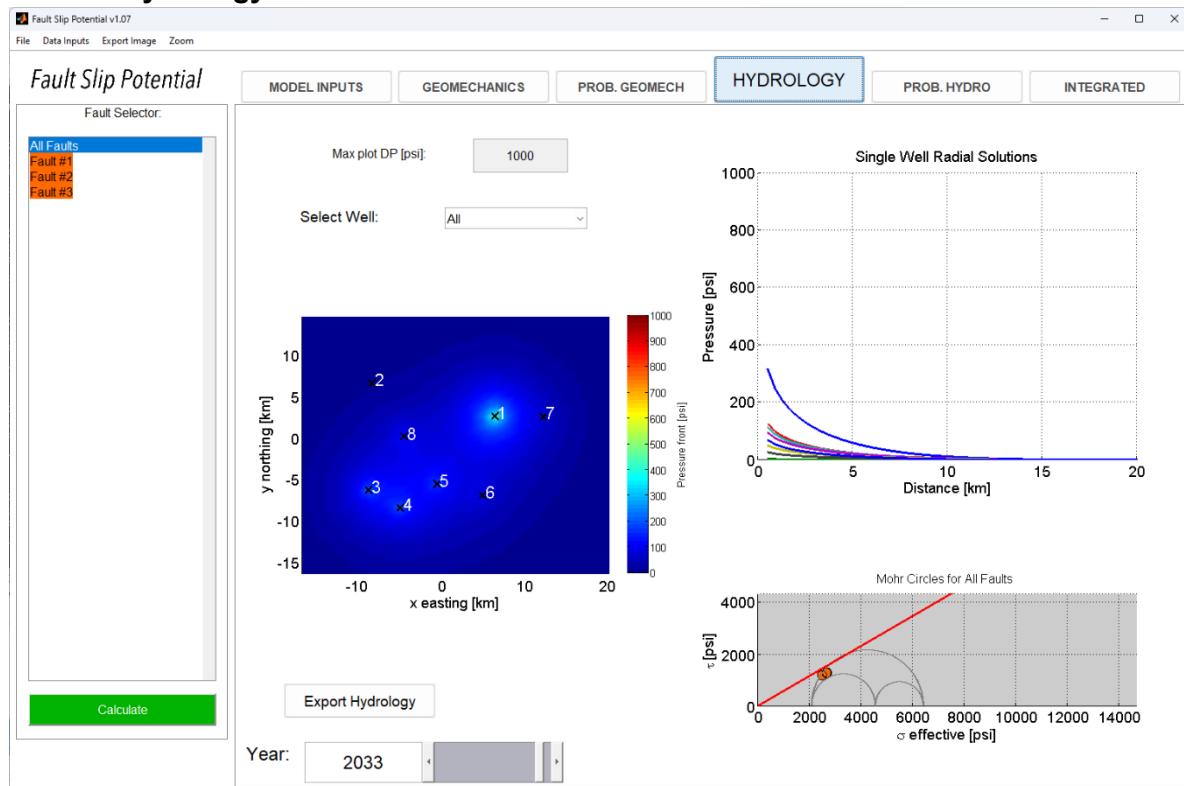 Fault Slip Potential v1.07
File Data Inputs Export Image Zoom
Fault Slip Potential
MODEL INPUTS GEOMECHANICS PROB. GEOMECH HYDROLOGY PROB. HYDRO INTEGRATED
Fault Selector:
All Faults
Fault #1
Fault #2
Fault #3
Calculate
Max plot DP [psi]: 1000
Select Well: All
10
5
0
-5
-10
-15
y northing [km]
-10 0 10 20
x easting [km]
1
2
3
4
5
6
7
8
1000
900
800
700
600
500
400
300
200
100
0
Pressure front [psi]
Export Hydrology
Year: 2033
Single Well Radial Solutions
1000
800
600
400
200
0
Pressure [psi]
0 5 10 15 20
Distance [km]
Mohr Circles for All Faults
4000
2000
0
τ [psi]
0 2000 4000 6000 8000 10000 12000 14000
σ effective [psi]